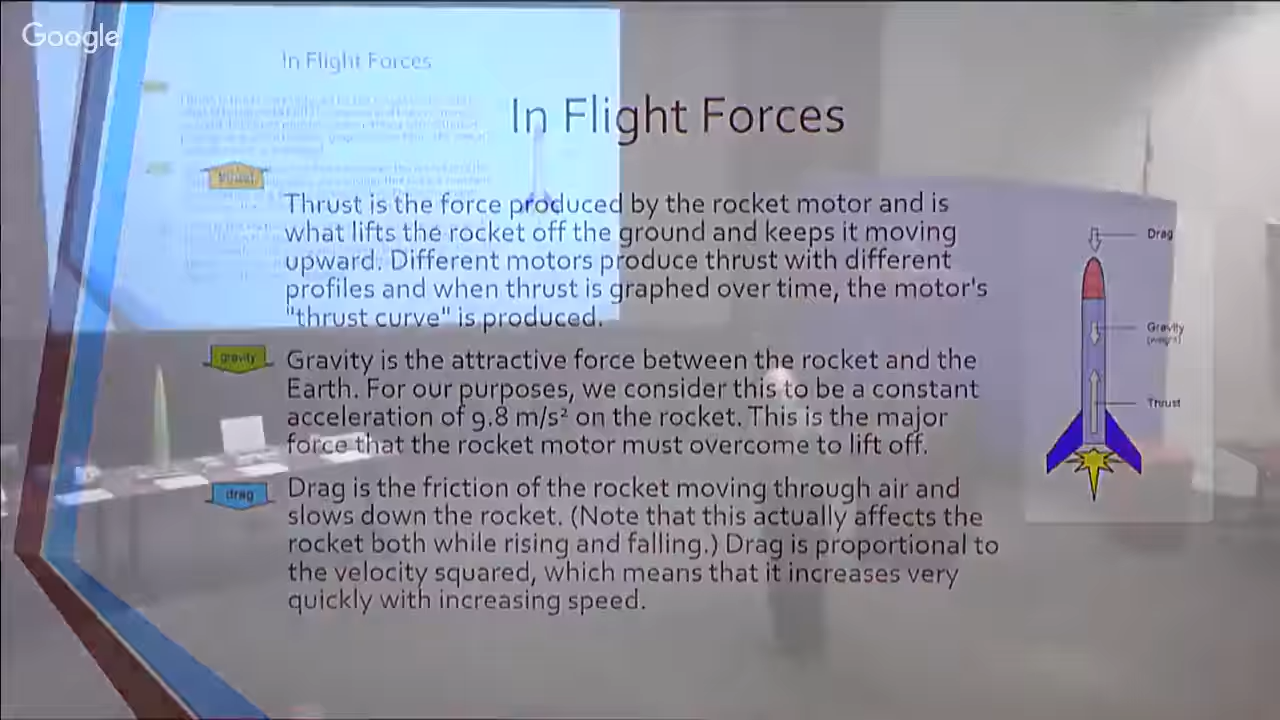 Google
In Flight Forces
In Flight Forces
thrust
Thrust is the force produced by the rocket motor and is
what lifts the rocket off the ground and keeps it moving
upward. Different motors produce thrust with different
profiles and when thrust is graphed over time, the motor's
"thrust curve" is produced.
gravity
Gravity is the attractive force between the rocket and the
Earth. For our purposes, we consider this to be a constant
acceleration of 9.8 m/s² on the rocket. This is the major
force that the rocket motor must overcome to lift off.
drag
Drag is the friction of the rocket moving through air and
slows down the rocket. (Note that this actually affects the
rocket both while rising and falling.) Drag is proportional to
the velocity squared, which means that it increases very
quickly with increasing speed.
Drag
Gravity
(weight)
Thrust